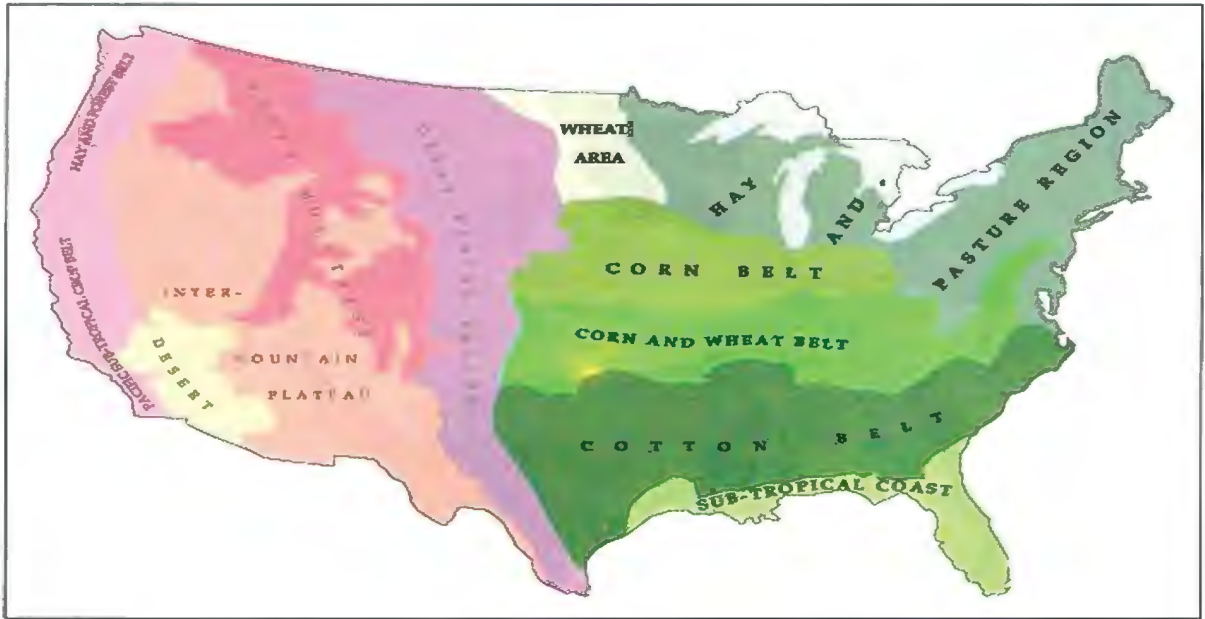 HAY AND FOREST BELT
PACIFIC SUB-TROPICAL CROP BELT
INTER-
MOUNTAIN
PLATEAU
DESERT
WHEAT
AREA
HAY
AND
PASTURE REGION
CORN BELT
CORN AND WHEAT BELT
COTTON BELT
SUB-TROPICAL COAST